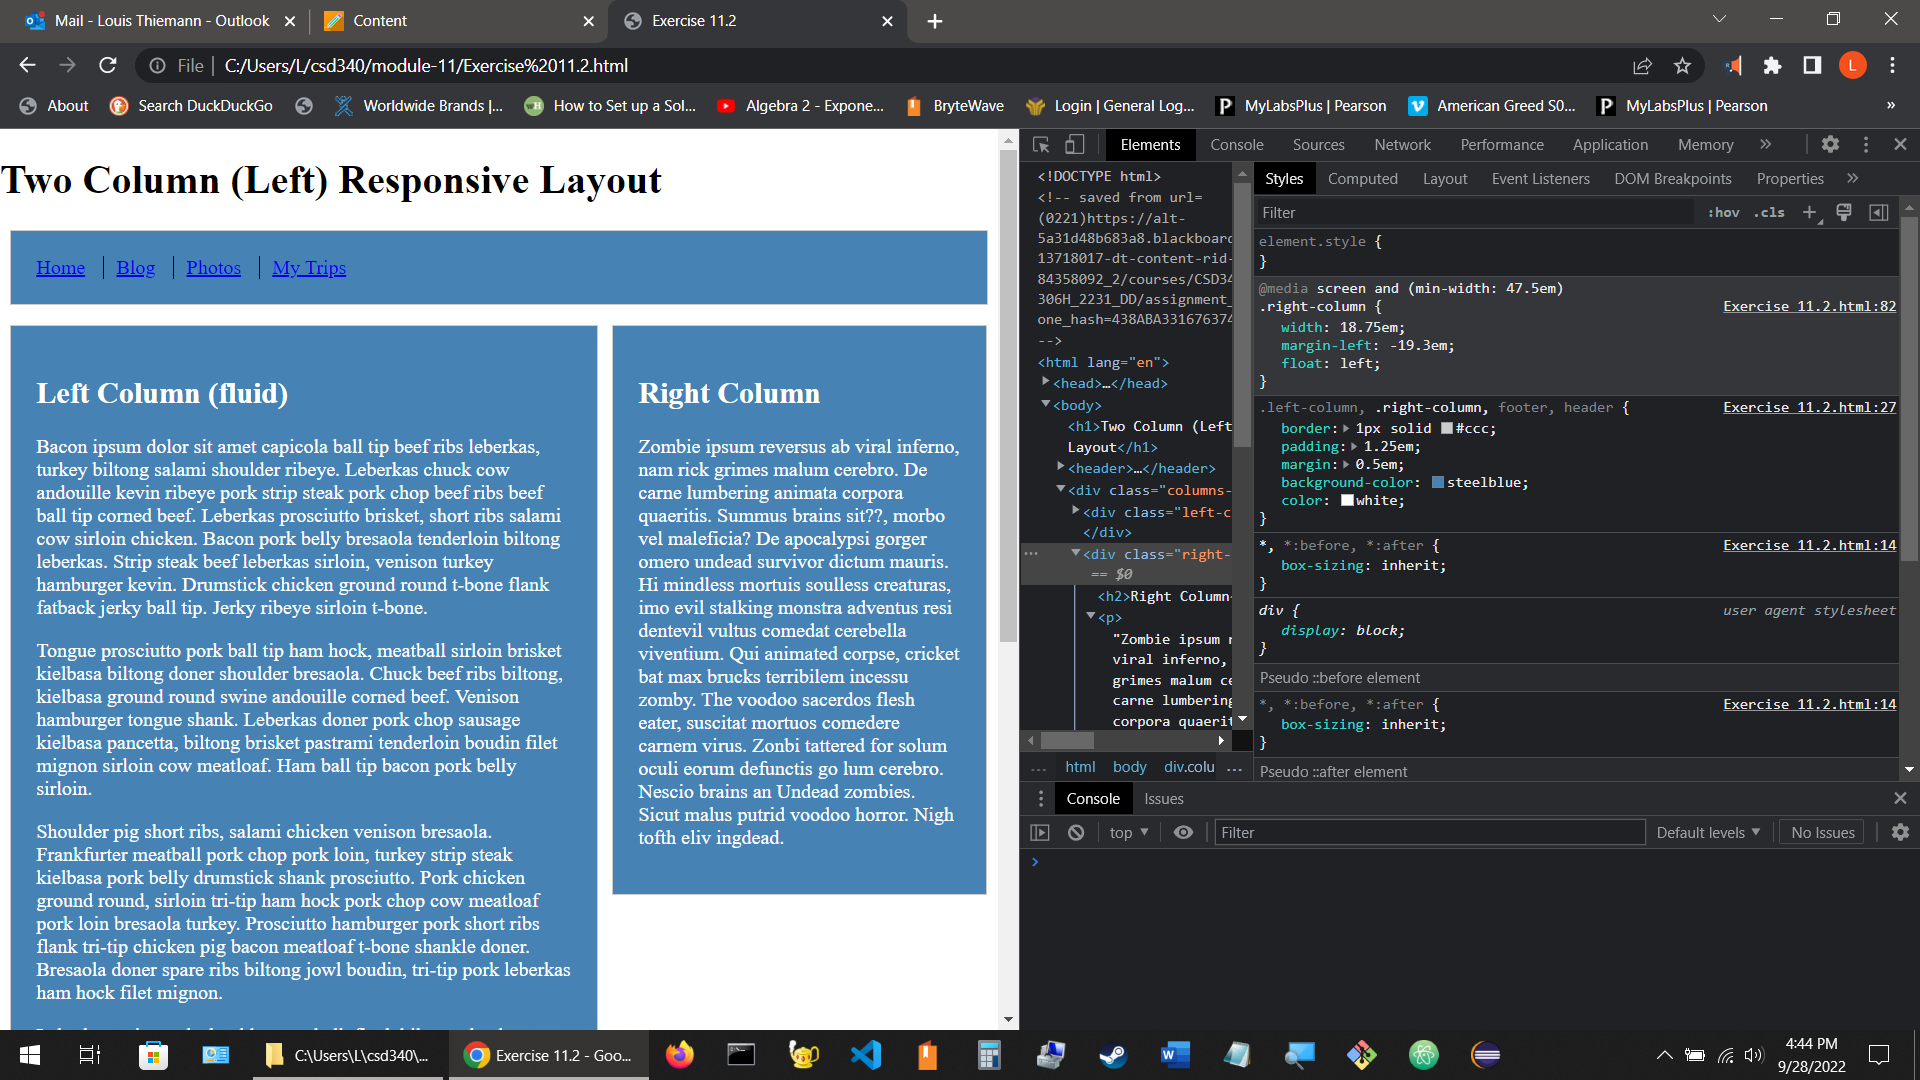 Mail - Louis Thiemann - Outlook
Content
Exercise 11.2
File
C:/Users/L/csd340/module-11/Exercise%2011.2.html
L
About
Search DuckDuckGo
Worldwide Brands |...
How to Set up a Sol...
Algebra 2 - Expone...
BryteWave
Login | General Log...
MyLabsPlus | Pearson
American Greed S0...
MyLabsPlus | Pearson
»
Two Column (Left) Responsive Layout
Home
Blog
Photos
My Trips
Left Column (fluid)
Bacon ipsum dolor sit amet capicola ball tip beef ribs leberkas,
turkey biltong salami shoulder ribeye. Leberkas chuck cow
andouille kevin ribeye pork strip steak pork chop beef ribs beef
ball tip corned beef. Leberkas prosciutto brisket, short ribs salami
cow sirloin chicken. Bacon pork belly bresaola tenderloin biltong
leberkas. Strip steak beef leberkas sirloin, venison turkey
hamburger kevin. Drumstick chicken ground round t-bone flank
fatback jerky ball tip. Jerky ribeye sirloin t-bone.
Tongue prosciutto pork ball tip ham hock, meatball sirloin brisket
kielbasa biltong doner shoulder bresaola. Chuck beef ribs biltong,
kielbasa ground round swine andouille corned beef. Venison
hamburger tongue shank. Leberkas doner pork chop sausage
kielbasa pancetta, biltong brisket pastrami tenderloin boudin filet
mignon sirloin cow meatloaf. Ham ball tip bacon pork belly
sirloin.
Shoulder pig short ribs, salami chicken venison bresaola.
Frankfurter meatball pork chop pork loin, turkey strip steak
kielbasa pork belly drumstick shank prosciutto. Pork chicken
ground round, sirloin tri-tip ham hock pork chop cow meatloaf
pork loin bresaola turkey. Prosciutto hamburger pork short ribs
flank tri-tip chicken pig bacon meatloaf t-bone shankle doner.
Bresaola doner spare ribs biltong jowl boudin, tri-tip pork leberkas
ham hock filet mignon.
Right Column
Zombie ipsum reversus ab viral inferno,
nam rick grimes malum cerebro. De
carne lumbering animata corpora
quaeritis. Summus brains sit??, morbo
vel maleficia? De apocalypsi gorger
omero undead survivor dictum mauris.
Hi mindless mortuis soulless creaturas,
imo evil stalking monstra adventus resi
dentevil vultus comedat cerebella
viventium. Qui animated corpse, cricket
bat max brucks terribilem incessu
zomby. The voodoo sacerdos flesh
eater, suscitat mortuos comedere
carnem virus. Zonbi tattered for solum
oculi eorum defunctis go lum cerebro.
Nescio brains an Undead zombies.
Sicut malus putrid voodoo horror. Nigh
tofth eliv ingdead.
Elements
Console
Sources
Network
Performance
Application
Memory
»
<!DOCTYPE html>
<!-- saved from url=
(0221)https://alt-
5a31d48b683a8.blackboard
13718017-dt-content-rid-
84358092_2/courses/CSD34
306H_2231_DD/assignment_
one_hash=438ABA331676374
-->
<html lang="en">
<head>…</head>
<body>
<h1>Two Column (Left
Layout</h1>
<header>…</header>
<div class="columns-
<div class="left-c
</div>
<div class="right-
== $0
<h2>Right Column
<p>
"Zombie ipsum r
viral inferno,
grimes malum ce
carne lumbering
corpora quaerit
... html body div.colu ...
Styles
Computed
Layout
Event Listeners
DOM Breakpoints
Properties
»
Filter
:hov .cls
element.style {
}
@media screen and (min-width: 47.5em)
.right-column { Exercise 11.2.html:82
width: 18.75em;
margin-left: -19.3em;
float: left;
}
.left-column, .right-column, footer, header { Exercise 11.2.html:27
border: 1px solid #ccc;
padding: 1.25em;
margin: 0.5em;
background-color: steelblue;
color: white;
}
*, *:before, *:after { Exercise 11.2.html:14
box-sizing: inherit;
}
div { user agent stylesheet
display: block;
}
Pseudo ::before element
*, *:before, *:after { Exercise 11.2.html:14
box-sizing: inherit;
}
Pseudo ::after element
Console
Issues
top
Filter
Default levels
No Issues
C:\Users\L\csd340\...
Exercise 11.2 - Goo...
4:44 PM
9/28/2022